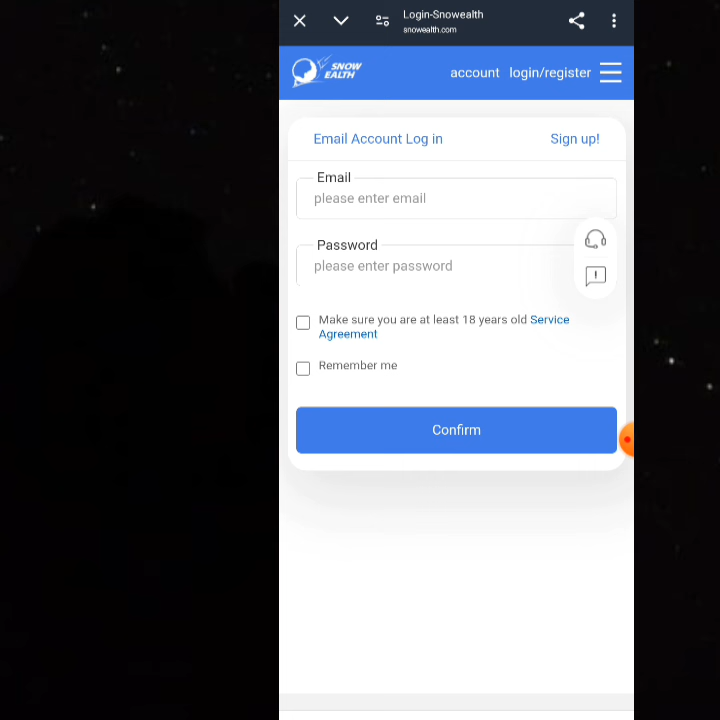 Login-Snowealth
snowealth.com
SNOW
EALTH
account login/register
Email Account Log in Sign up!
Email
please enter email
Password
please enter password
Make sure you are at least 18 years old Service
Agreement
Remember me
Confirm